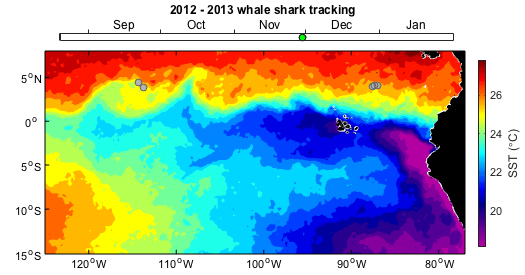 2012 - 2013 whale shark tracking
Sep Oct Nov Dec Jan
5°N
0°
5°S
10°S
15°S
120°W 110°W 100°W 90°W 80°W
26
24
22
20
SST (°C)